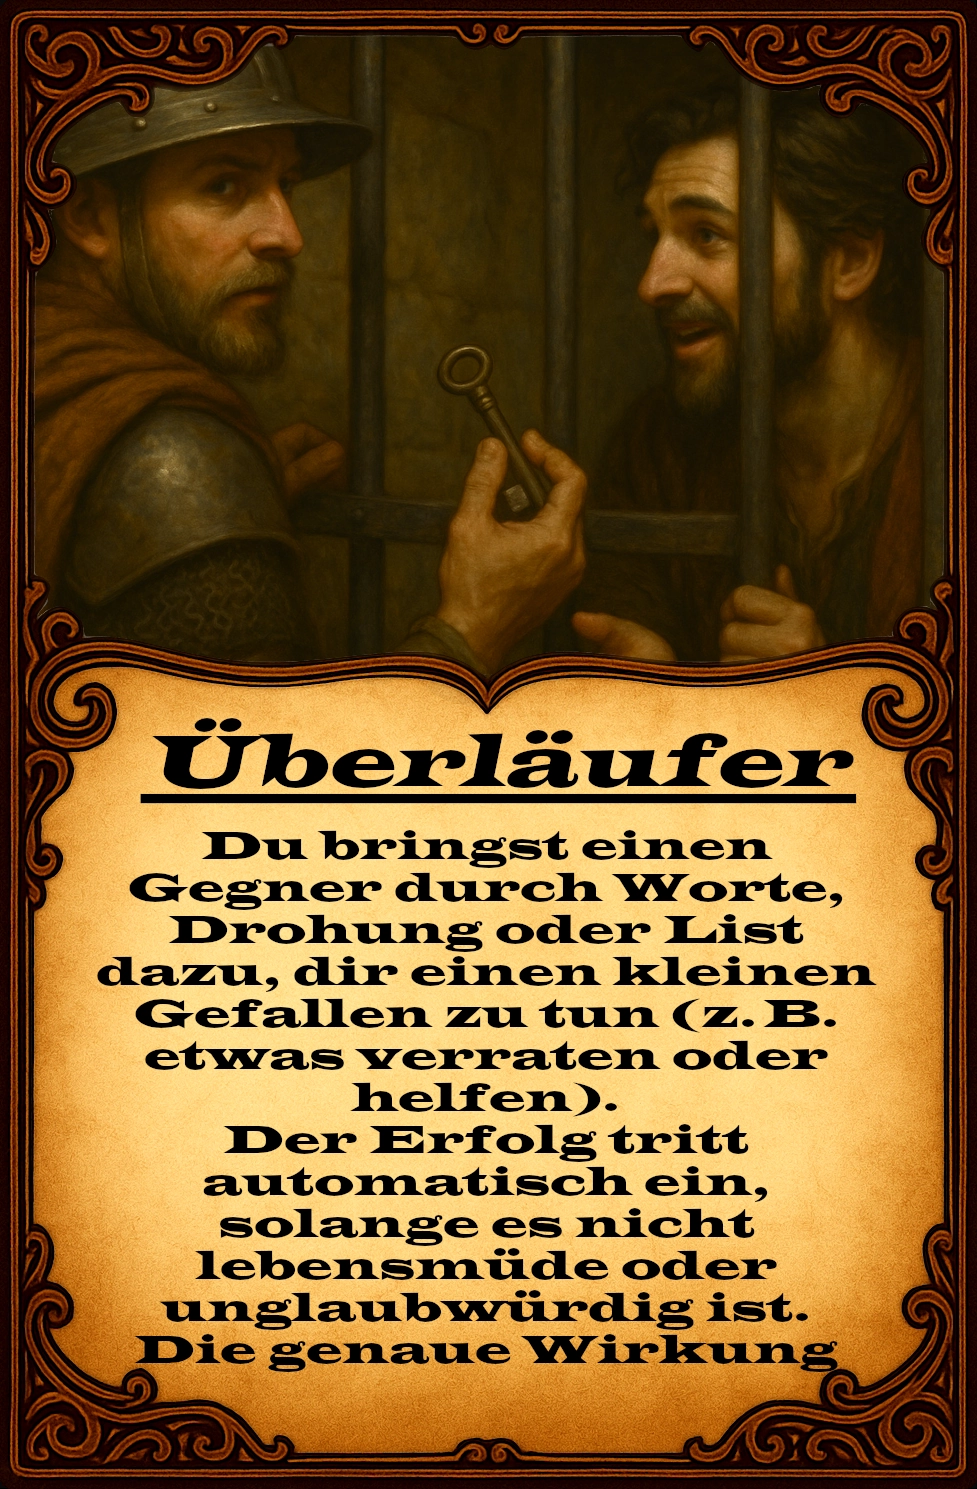 Überläufer
Du bringst einen
Gegner durch Worte,
Drohung oder List
dazu, dir einen kleinen
Gefallen zu tun (z. B.
etwas verraten oder
helfen).
Der Erfolg tritt
automatisch ein,
solange es nicht
lebensmüde oder
unglaubwürdig ist.
Die genaue Wirkung